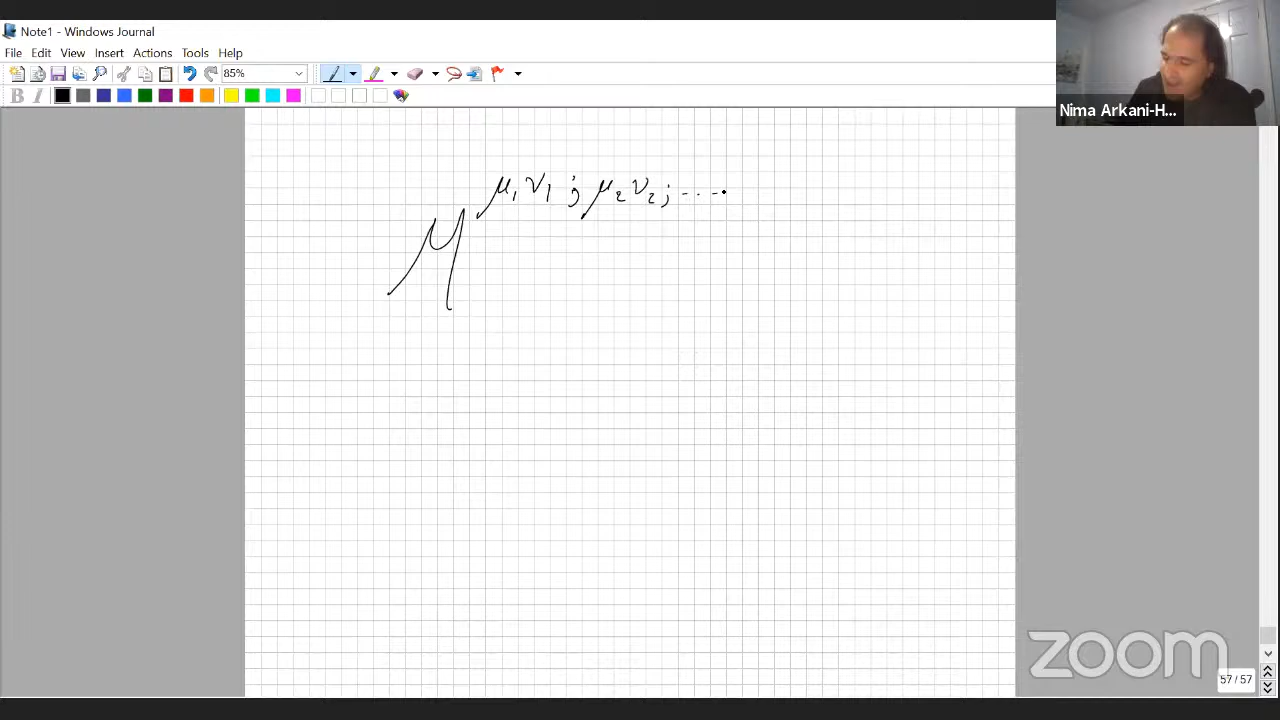 Note1 - Windows Journal
File Edit View Insert Actions Tools Help
85%
B I
Nima Arkani-H...
M^{μ₁ν₁; μ₂ν₂; ....}
zoom
57 / 57